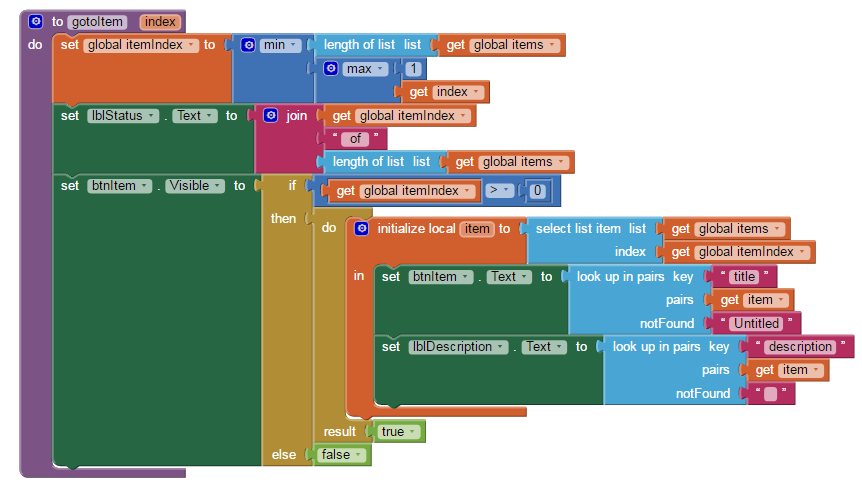 to gotoItem index
do set global itemIndex to min length of list list get global items
max 1
get index
set lblStatus . Text to join get global itemIndex
“ of ”
length of list list get global items
set btnItem . Visible to if get global itemIndex > 0
then do initialize local item to select list item list get global items
index get global itemIndex
in set btnItem . Text to look up in pairs key “ title ”
pairs get item
notFound “ Untitled ”
set lblDescription . Text to look up in pairs key “ description ”
pairs get item
notFound “ ”
result true
else false